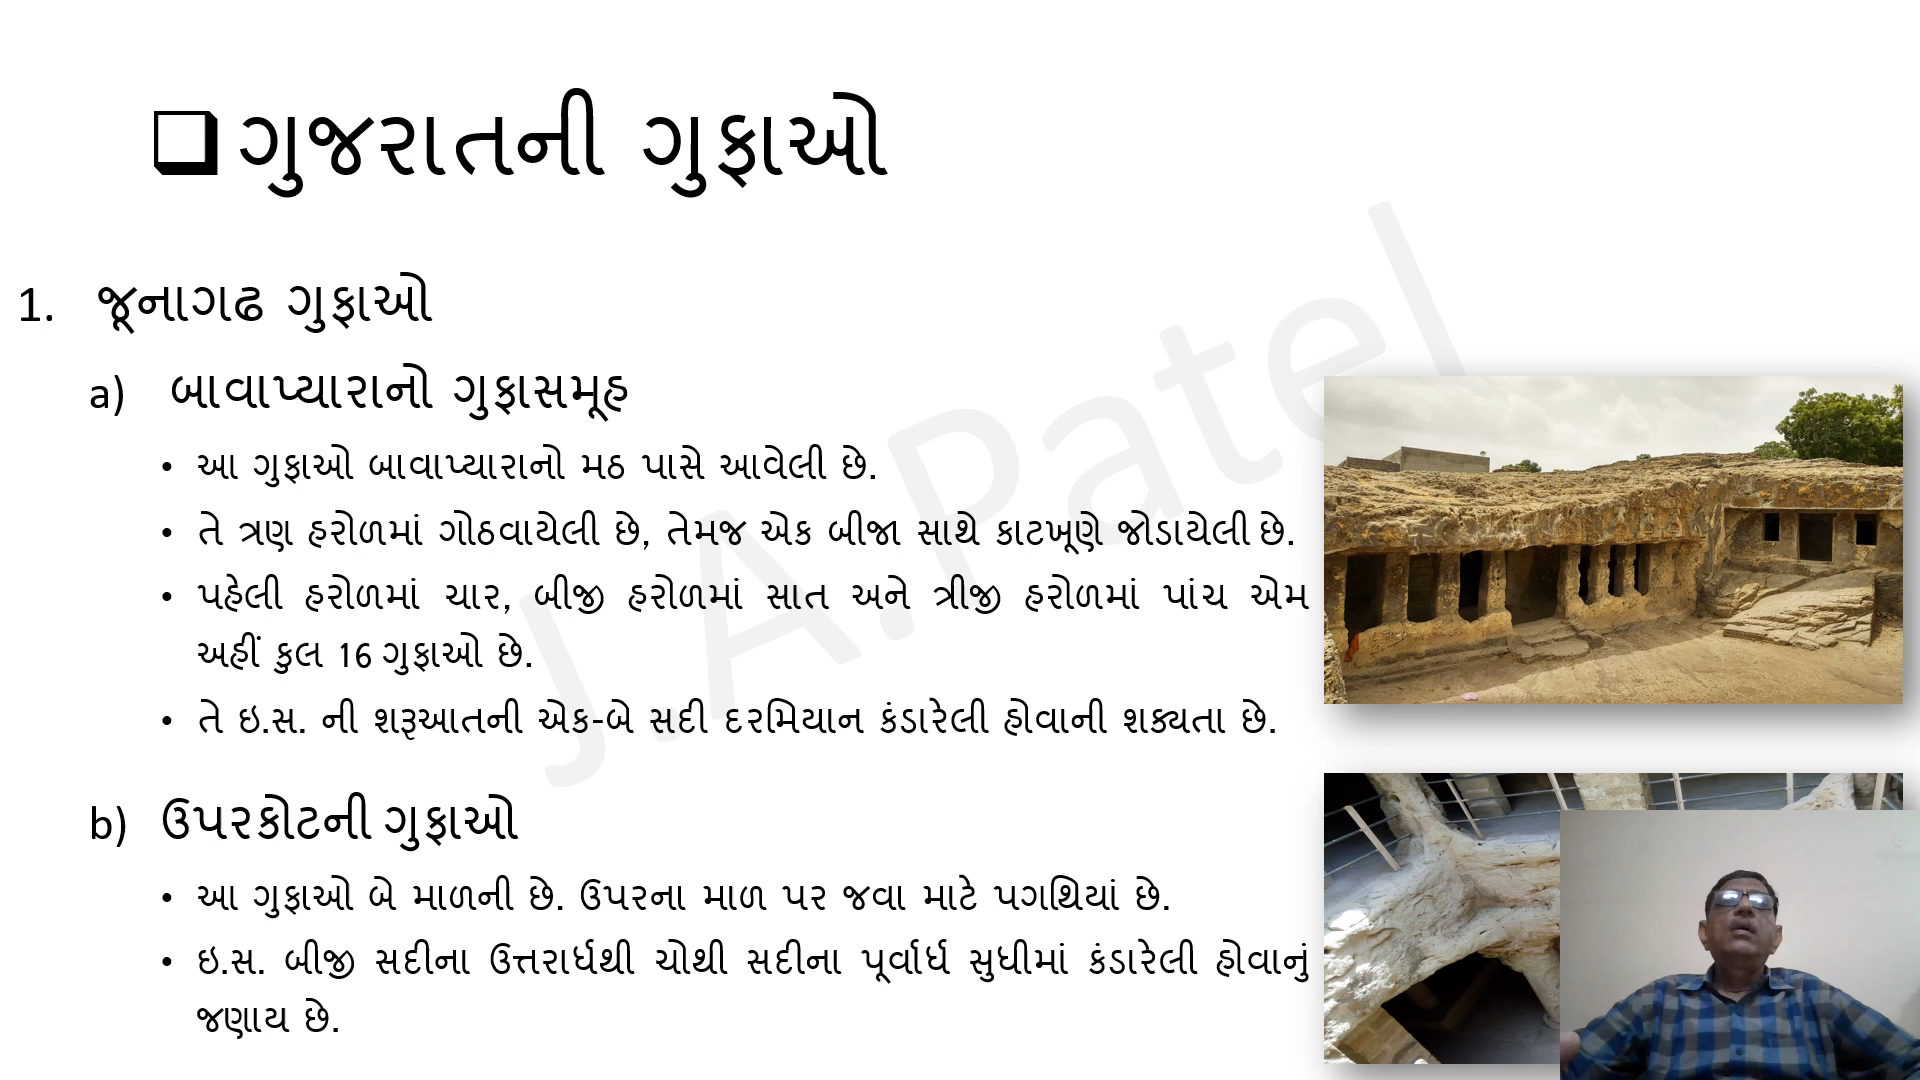 ❑ ગુજરાતની ગુફાઓ
1. જૂનાગઢ ગુફાઓ
a) બાવાપ્યારાનો ગુફાસમૂહ
• આ ગુફાઓ બાવાપ્યારાનો મઠ પાસે આવેલી છે.
• તે ત્રણ હરોળમાં ગોઠવાયેલી છે, તેમજ એક બીજા સાથે કાટખૂણે જોડાયેલી છે.
• પહેલી હરોળમાં ચાર, બીજી હરોળમાં સાત અને ત્રીજી હરોળમાં પાંચ એમ
અહીં કુલ 16 ગુફાઓ છે.
• તે ઇ.સ. ની શરૂઆતની એક-બે સદી દરમિયાન કંડારેલી હોવાની શક્યતા છે.
b) ઉપરકોટની ગુફાઓ
• આ ગુફાઓ બે માળની છે. ઉપરના માળ પર જવા માટે પગથિયાં છે.
• ઇ.સ. બીજી સદીના ઉત્તરાર્ધથી ચોથી સદીના પૂર્વાર્ધ સુધીમાં કંડારેલી હોવાનું
જણાય છે.
J.A.Patel